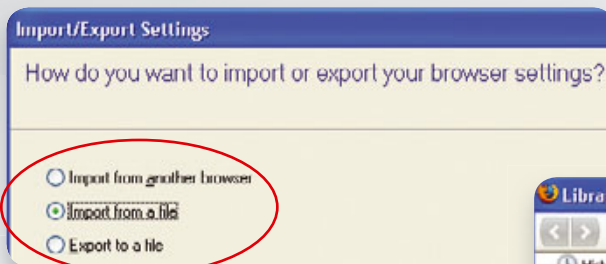 Import/Export Settings
How do you want to import or export your browser settings?
Import from another browser
Import from a file
Export to a file
Libra